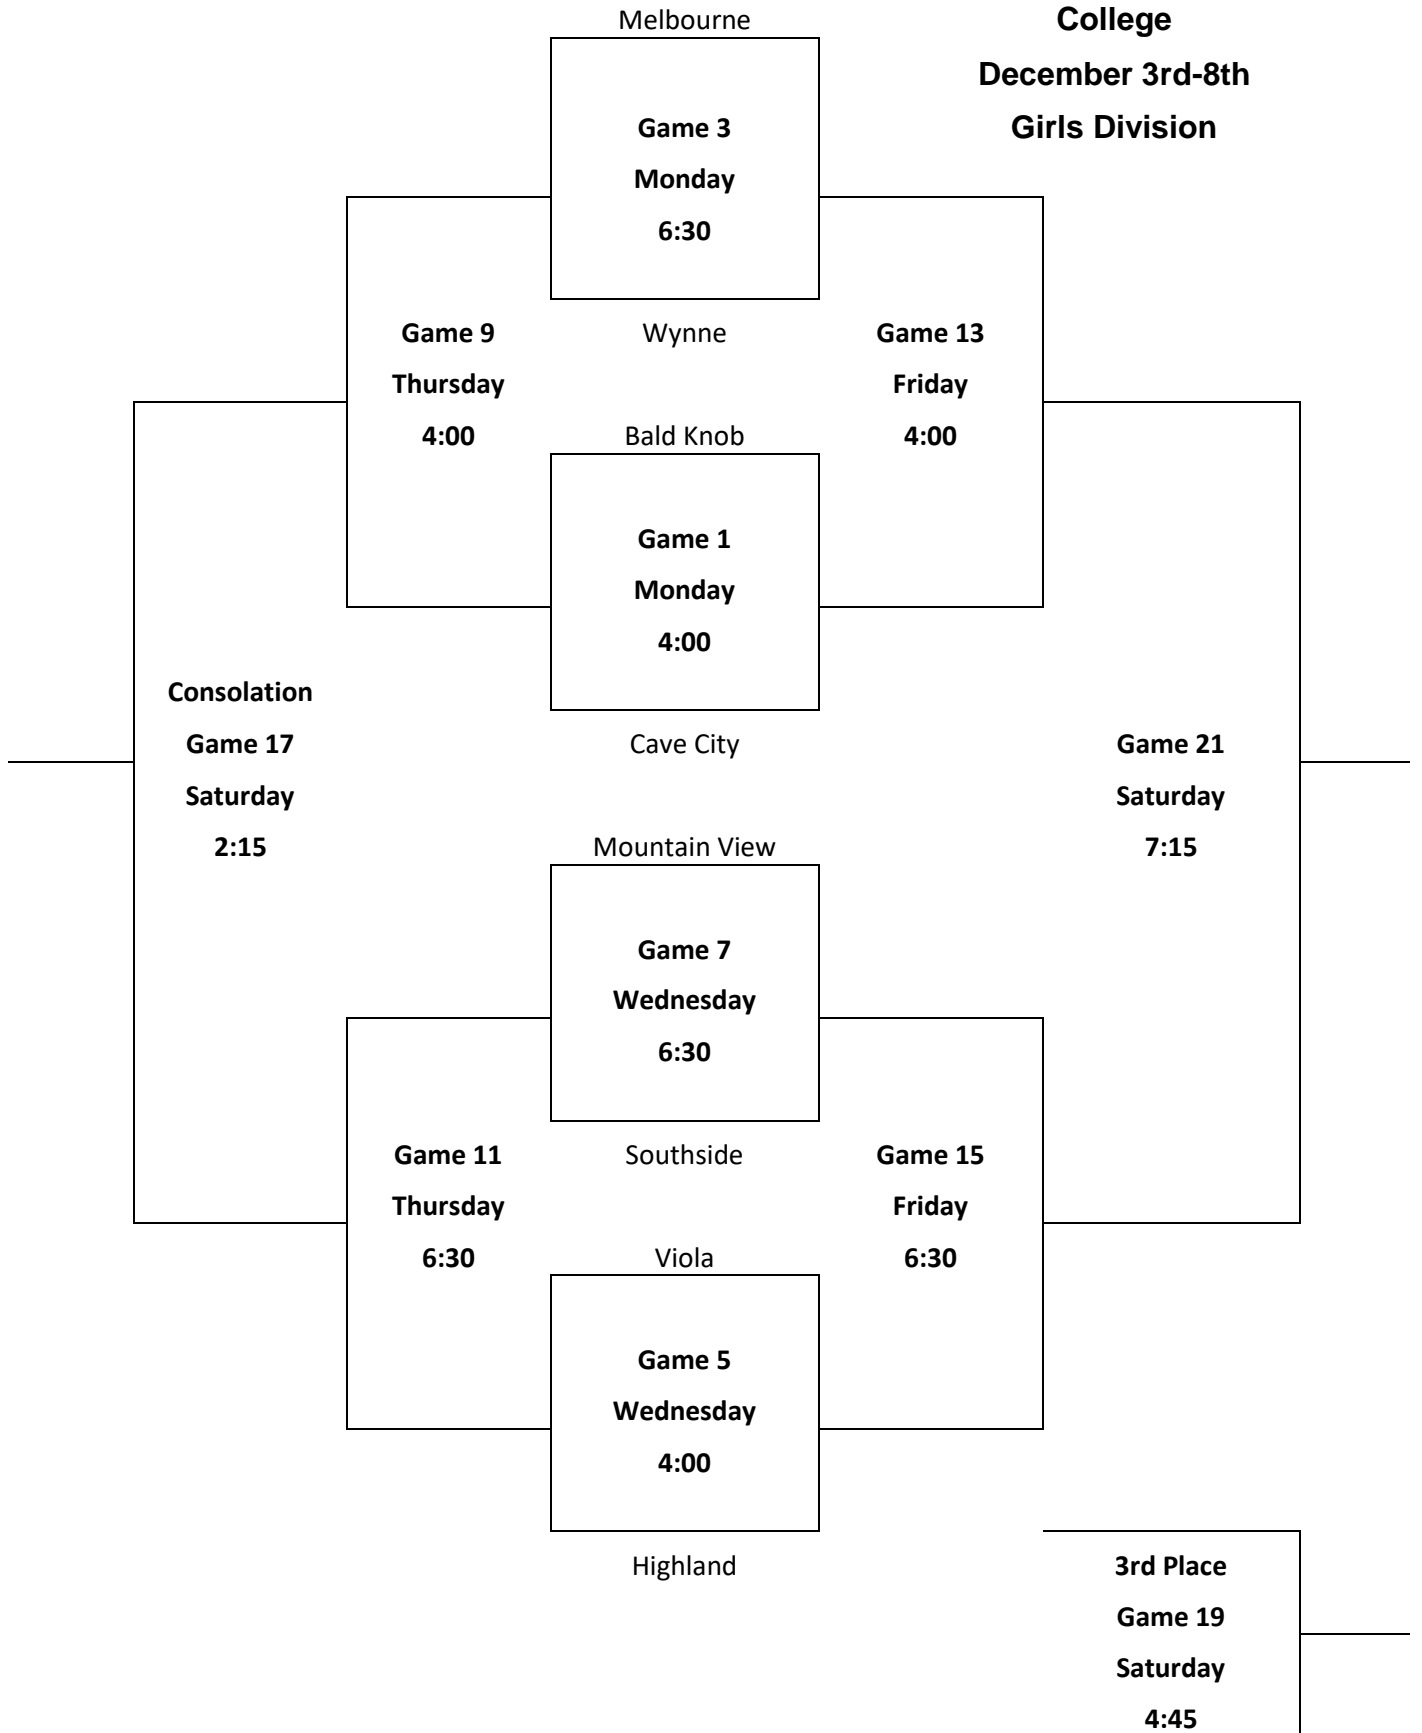 Melbourne
College
December 3rd-8th
Girls Division
Game 3
Monday
6:30
Game 9
Thursday
4:00
Wynne
Game 13
Friday
4:00
Bald Knob
Game 1
Monday
4:00
Consolation
Game 17
Saturday
2:15
Cave City
Game 21
Saturday
7:15
Mountain View
Game 7
Wednesday
6:30
Game 11
Thursday
6:30
Southside
Game 15
Friday
6:30
Viola
Game 5
Wednesday
4:00
Highland
3rd Place
Game 19
Saturday
4:45